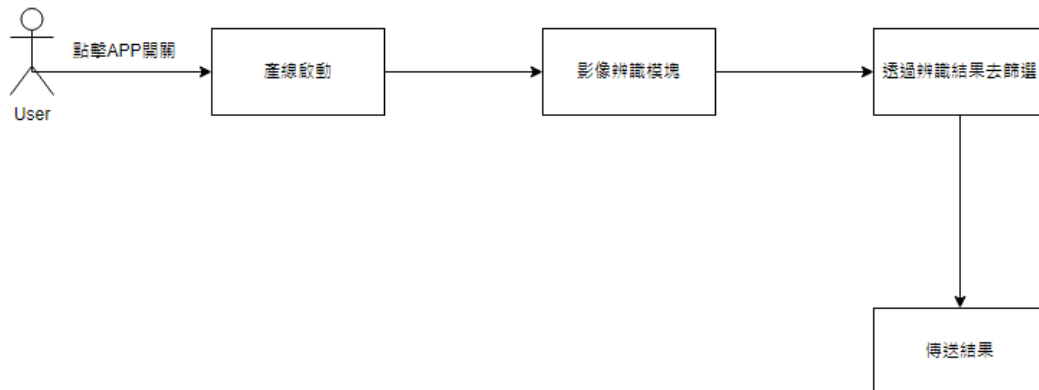 點擊APP開關
User
產線啟動
影像辨識模塊
透過辨識結果去篩選
傳送結果